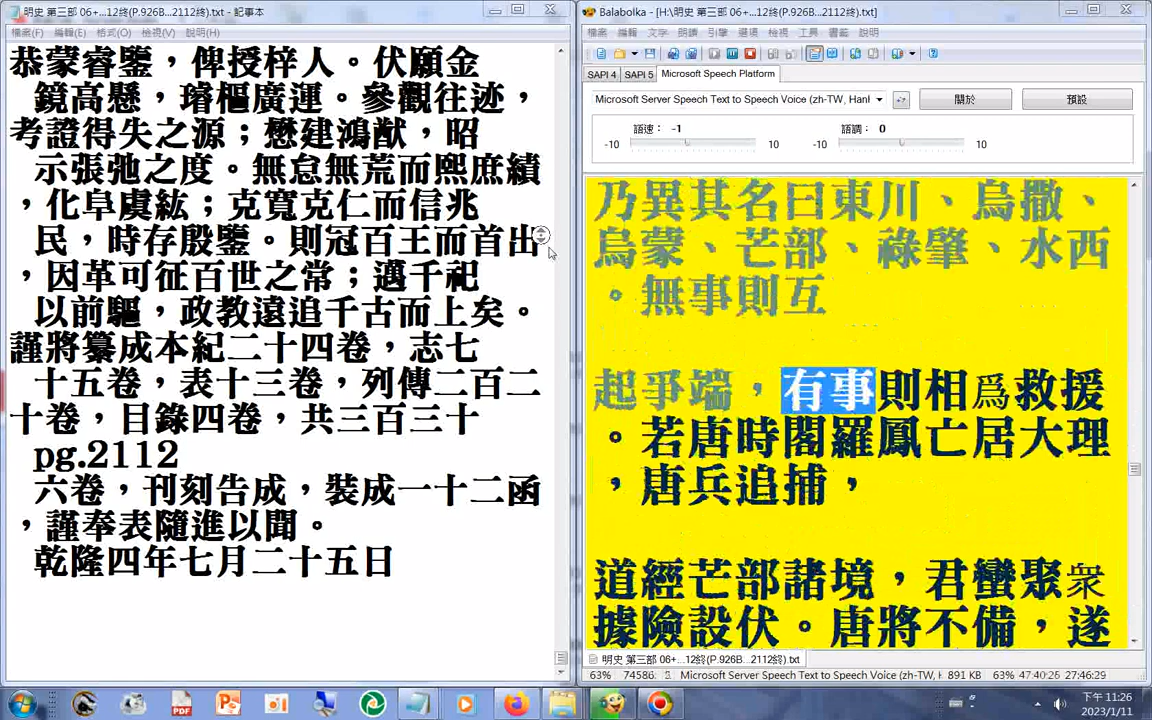 明史 第三部 06+...12終(P.926B...2112終).txt - 記事本
檔案(F) 編輯(E) 格式(O) 檢視(V) 說明(H)
恭蒙睿鑒，俾授梓人。伏願金
鏡高懸，璿樞廣運。參觀往迹，
考證得失之源；懋建鴻猷，昭
示張弛之度。無怠無荒而熙庶績
，化阜虞紘；克寬克仁而信兆
民，時存殷鑒。則冠百王而首出
，因革可征百世之常；邁千祀
以前驅，政教遠追千古而上矣。
謹將纂成本紀二十四卷，志七
十五卷，表十三卷，列傳二百二
十卷，目錄四卷，共三百三十
pg.2112
六卷，刊刻告成，裝成一十二函
，謹奉表隨進以聞。
乾隆四年七月二十五日
Balabolka - [H:\明史 第三部 06+...12終(P.926B...2112終).txt]
檔案 編輯 文字 朗讀 引擎 選項 檢視 工具 書籤 說明
SAPI 4 SAPI 5 Microsoft Speech Platform
Microsoft Server Speech Text to Speech Voice (zh-TW, Hanl
關於 預設
語速： -1 語調： 0
-10 10 -10 10
乃異其名曰東川、烏撒、
烏蒙、芒部、祿肇、水西
。無事則互
起爭端，有事則相爲救援
。若唐時閣羅鳳亡居大理
，唐兵追捕，
道經芒部諸境，君蠻聚衆
據險設伏。唐將不備，遂
明史 第三部 06+...12終(P.926B...2112終).txt
63% 74586. Microsoft Server Speech Text to Speech Voice (zh-TW, 891 KB 63% 47:40:26 27:46:29
下午 11:26
2023/1/11